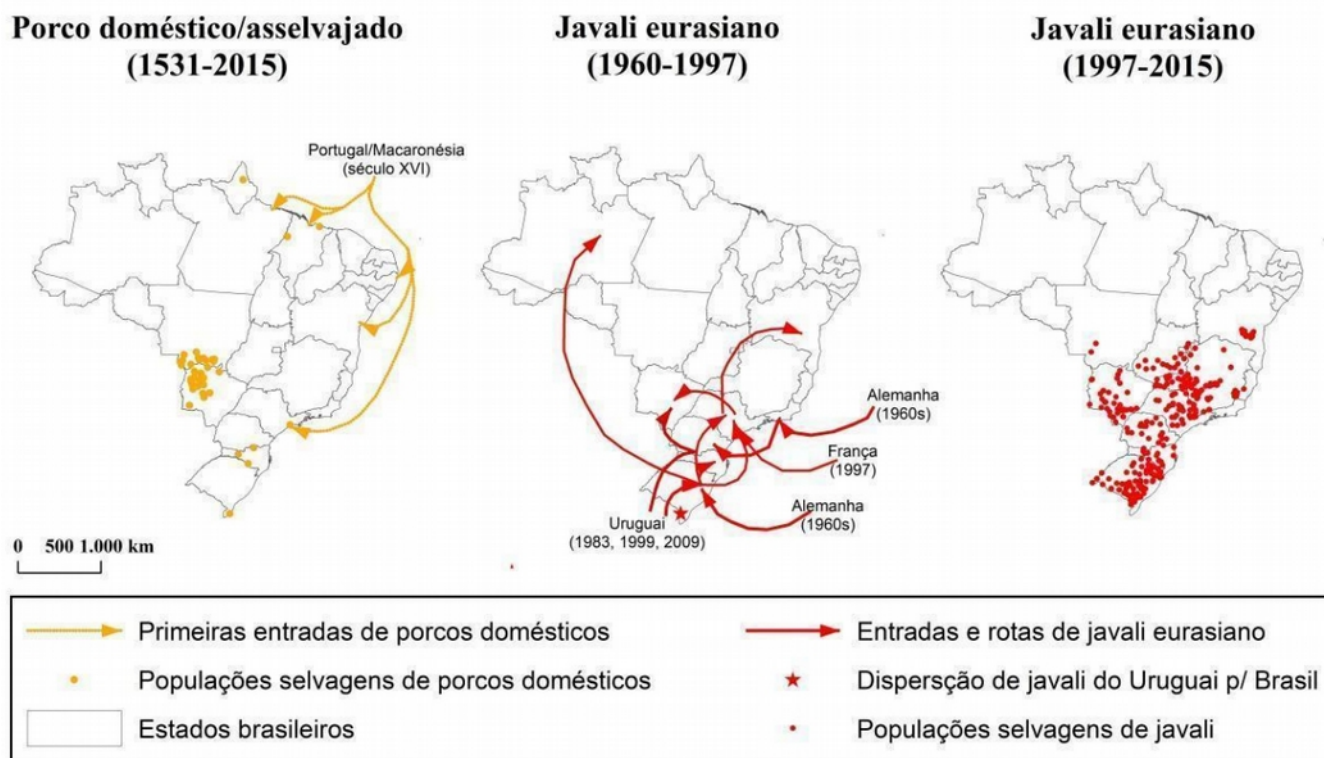 Porco doméstico/asselvajado
(1531-2015)
Javali eurasiano
(1960-1997)
Javali eurasiano
(1997-2015)
Portugal/Macaronésia
(século XVI)
Alemanha
(1960s)
França
(1997)
Alemanha
(1960s)
Uruguai
(1983, 1999, 2009)
0 500 1.000 km
Primeiras entradas de porcos domésticos
Populações selvagens de porcos domésticos
Estados brasileiros
Entradas e rotas de javali eurasiano
Dispersção de javali do Uruguai p/ Brasil
Populações selvagens de javali